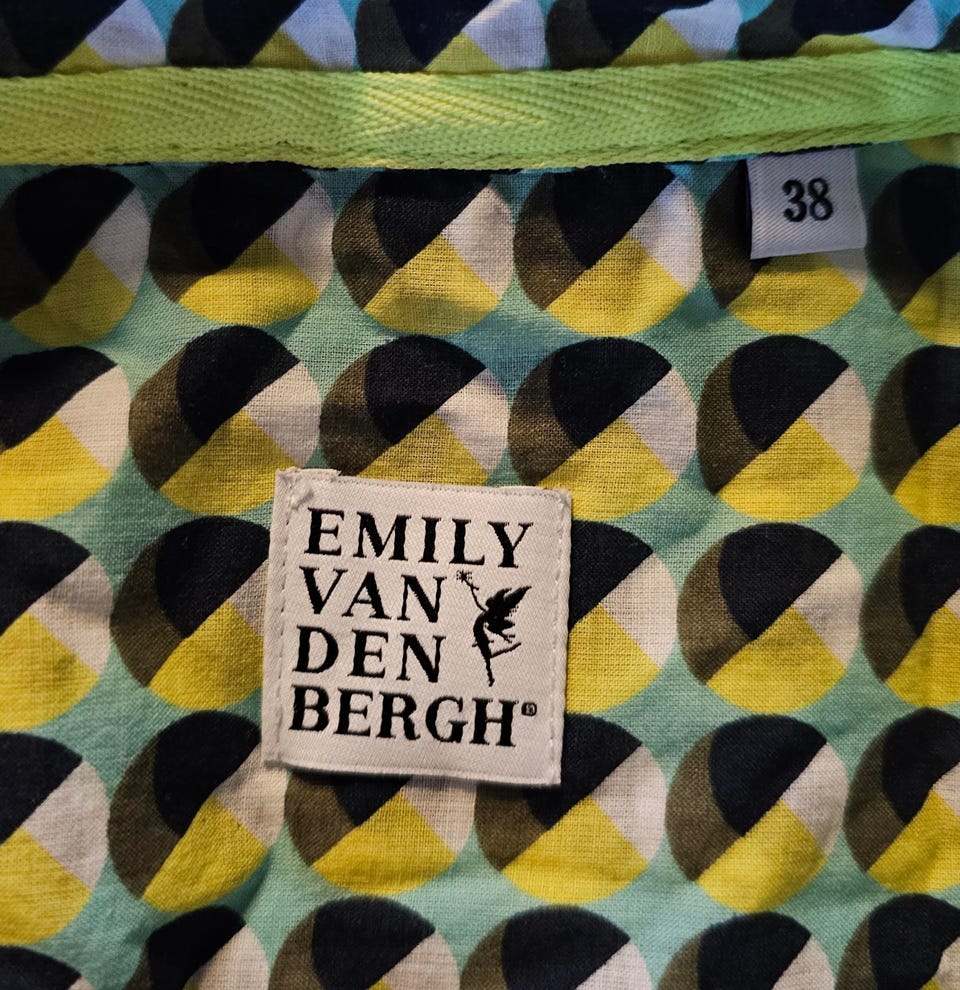 38
EMILY
VAN
DEN
BERGH®